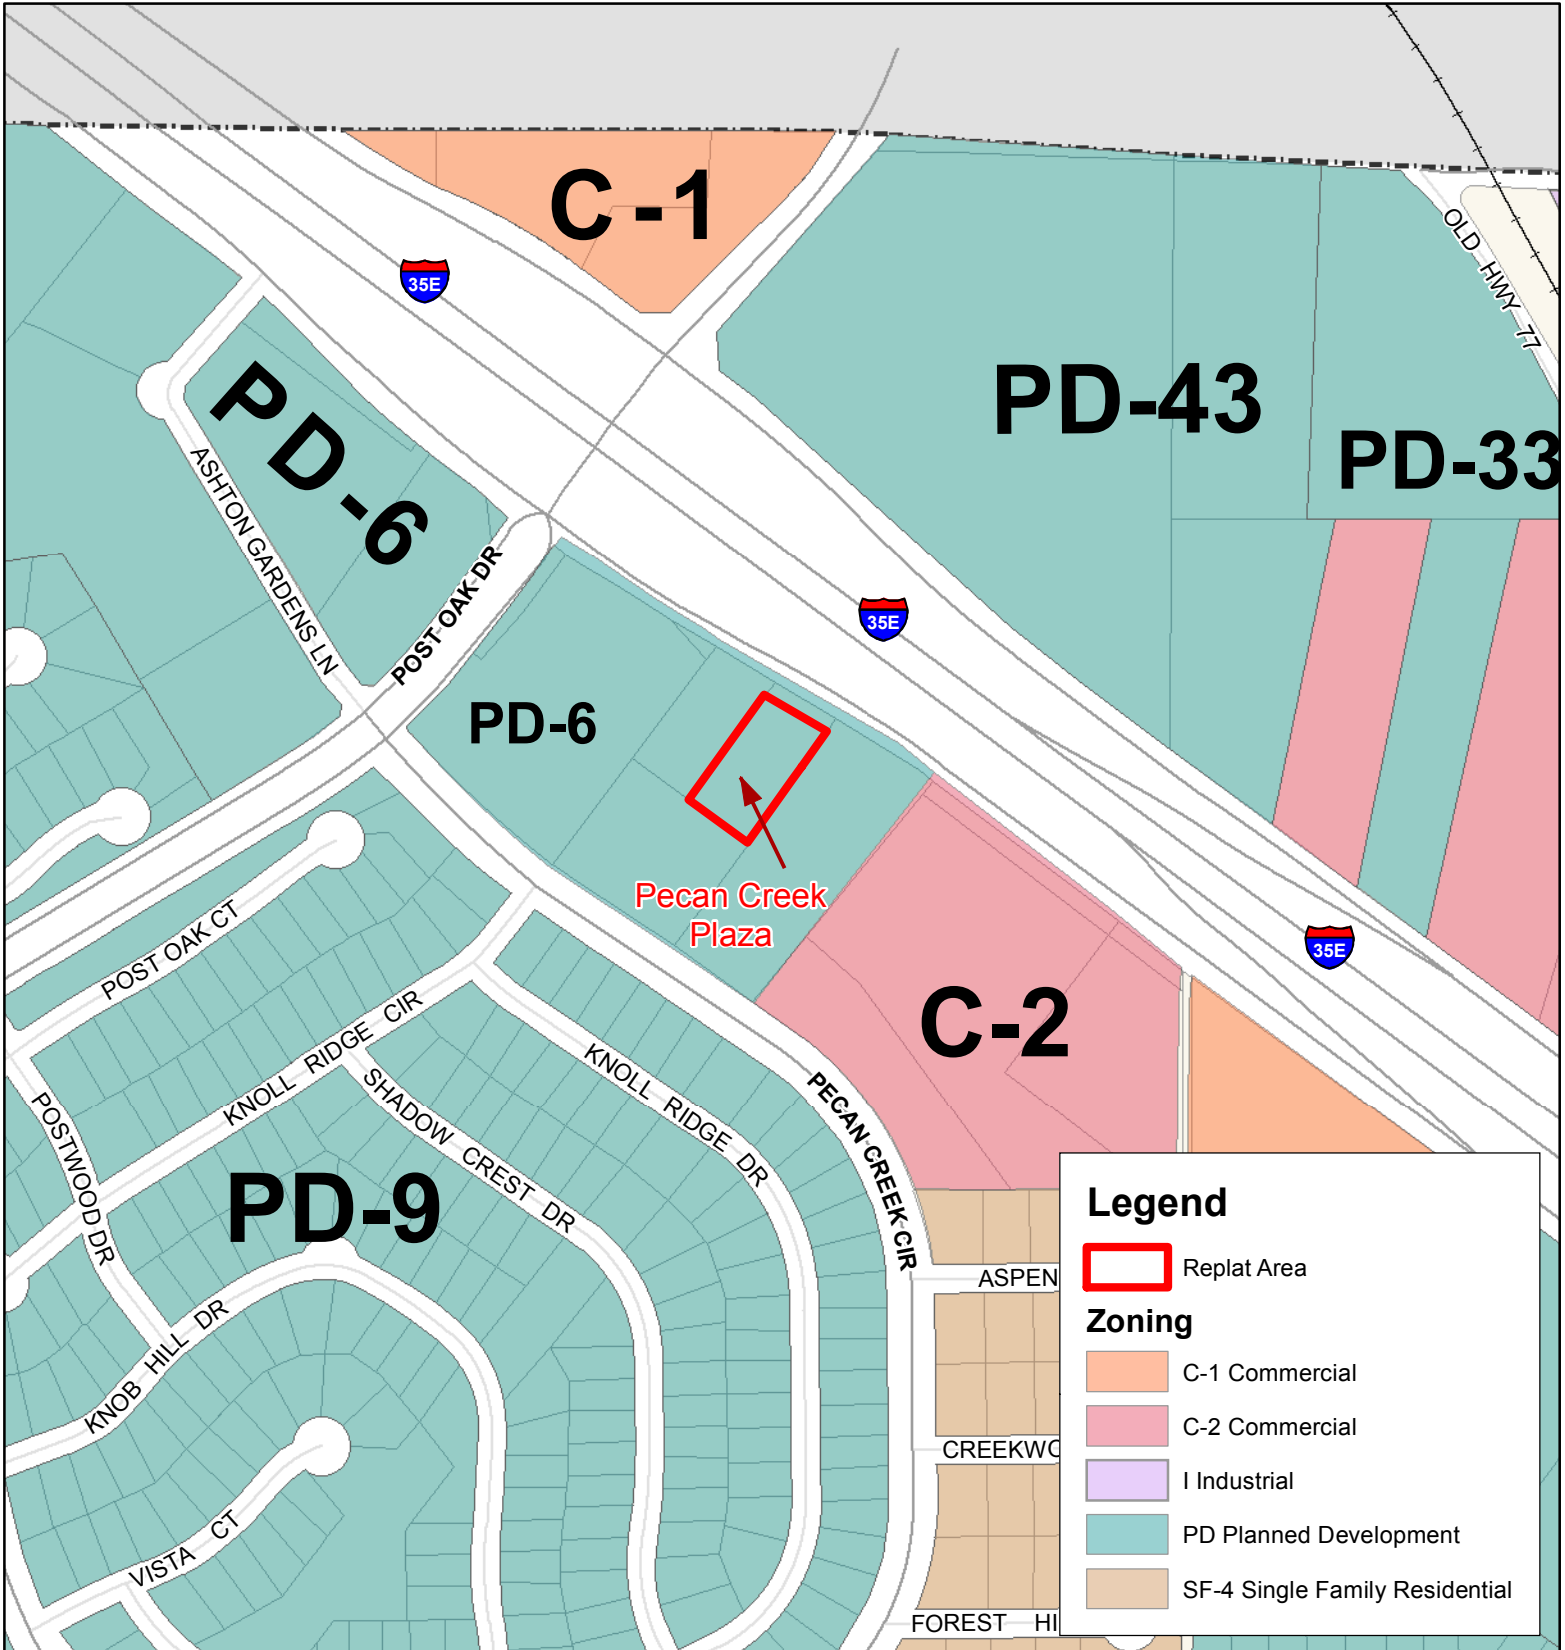 C-1
35E
OLD HWY 77
PD-43
PD-33
PD-6
ASHTON GARDENS LN
POST OAK DR
35E
PD-6
Pecan Creek
Plaza
35E
POST OAK CT
KNOLL RIDGE CIR
C-2
KNOLL RIDGE DR
SHADOW CREST DR
PECAN CREEK CIR
POSTWOOD DR
PD-9
KNOB HILL DR
VISTA CT
ASPEN
CREEKWO
FOREST HI
Legend
Replat Area
Zoning
C-1 Commercial
C-2 Commercial
I Industrial
PD Planned Development
SF-4 Single Family Residential